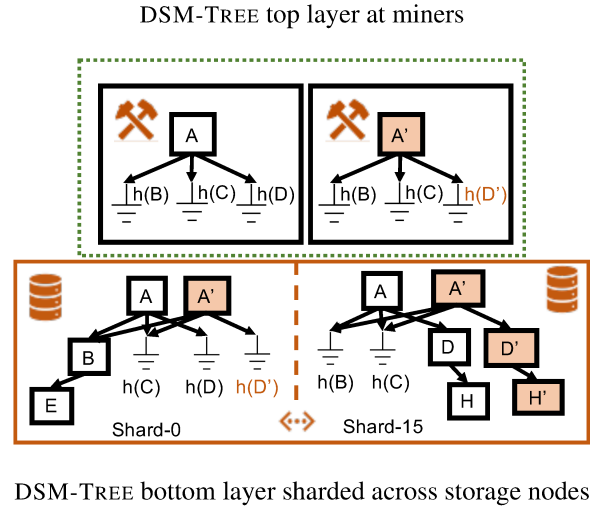 DSM-TREE top layer at miners
A A’
h(B) h(C) h(D) h(B) h(C) h(D’)
A A’ A A’
B D D’
h(C) h(D) h(D’) h(B) h(C)
E H H’
Shard-0 Shard-15
DSM-TREE bottom layer sharded across storage nodes